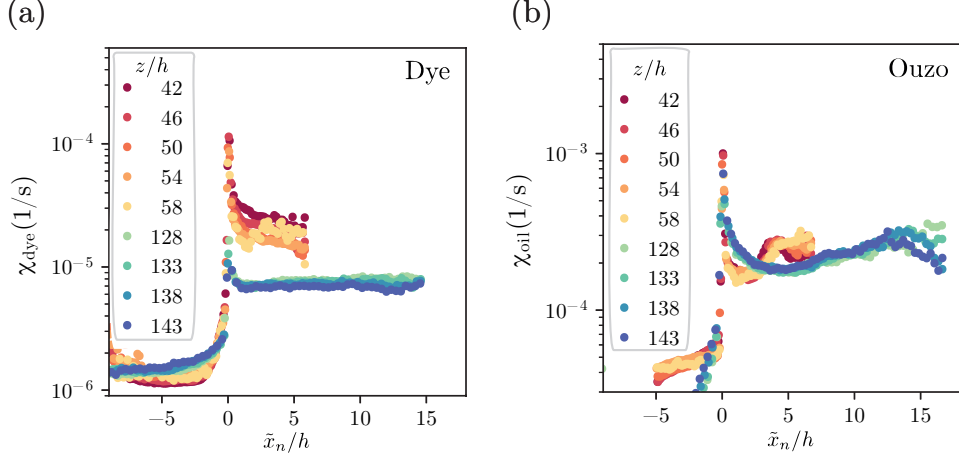 (a)
Dye
z/h
42
46
50
54
58
128
133
138
143
10⁻⁴
10⁻⁵
10⁻⁶
χdye(1/s)
−5 0 5 10 15
x̃ₙ/h
(b)
Ouzo
z/h
42
46
50
54
58
128
133
138
143
10⁻³
10⁻⁴
χoil(1/s)
−5 0 5 10 15
x̃ₙ/h